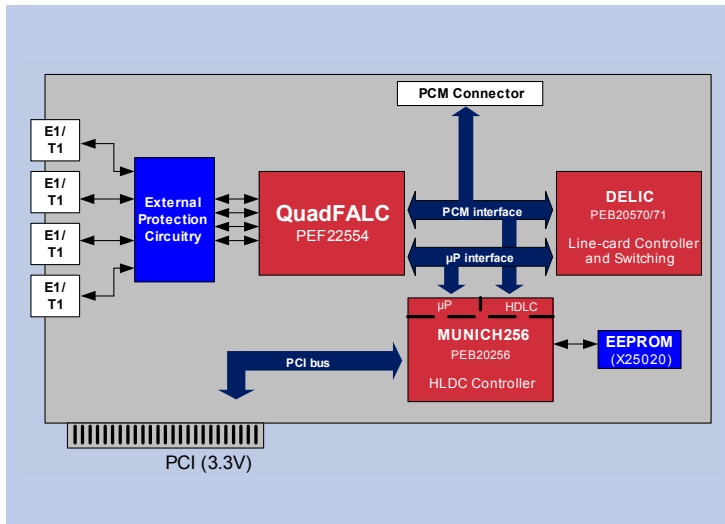 PCM Connector
E1/
T1
E1/
T1
E1/
T1
E1/
T1
External
Protection
Circuitry
QuadFALC
PEF22554
PCM interface
µP interface
DELIC
PEB20570/71
Line-card Controller
and Switching
µP
HDLC
MUNICH256
PEB20256
HLDC Controller
EEPROM
(X25020)
PCI bus
PCI (3.3V)